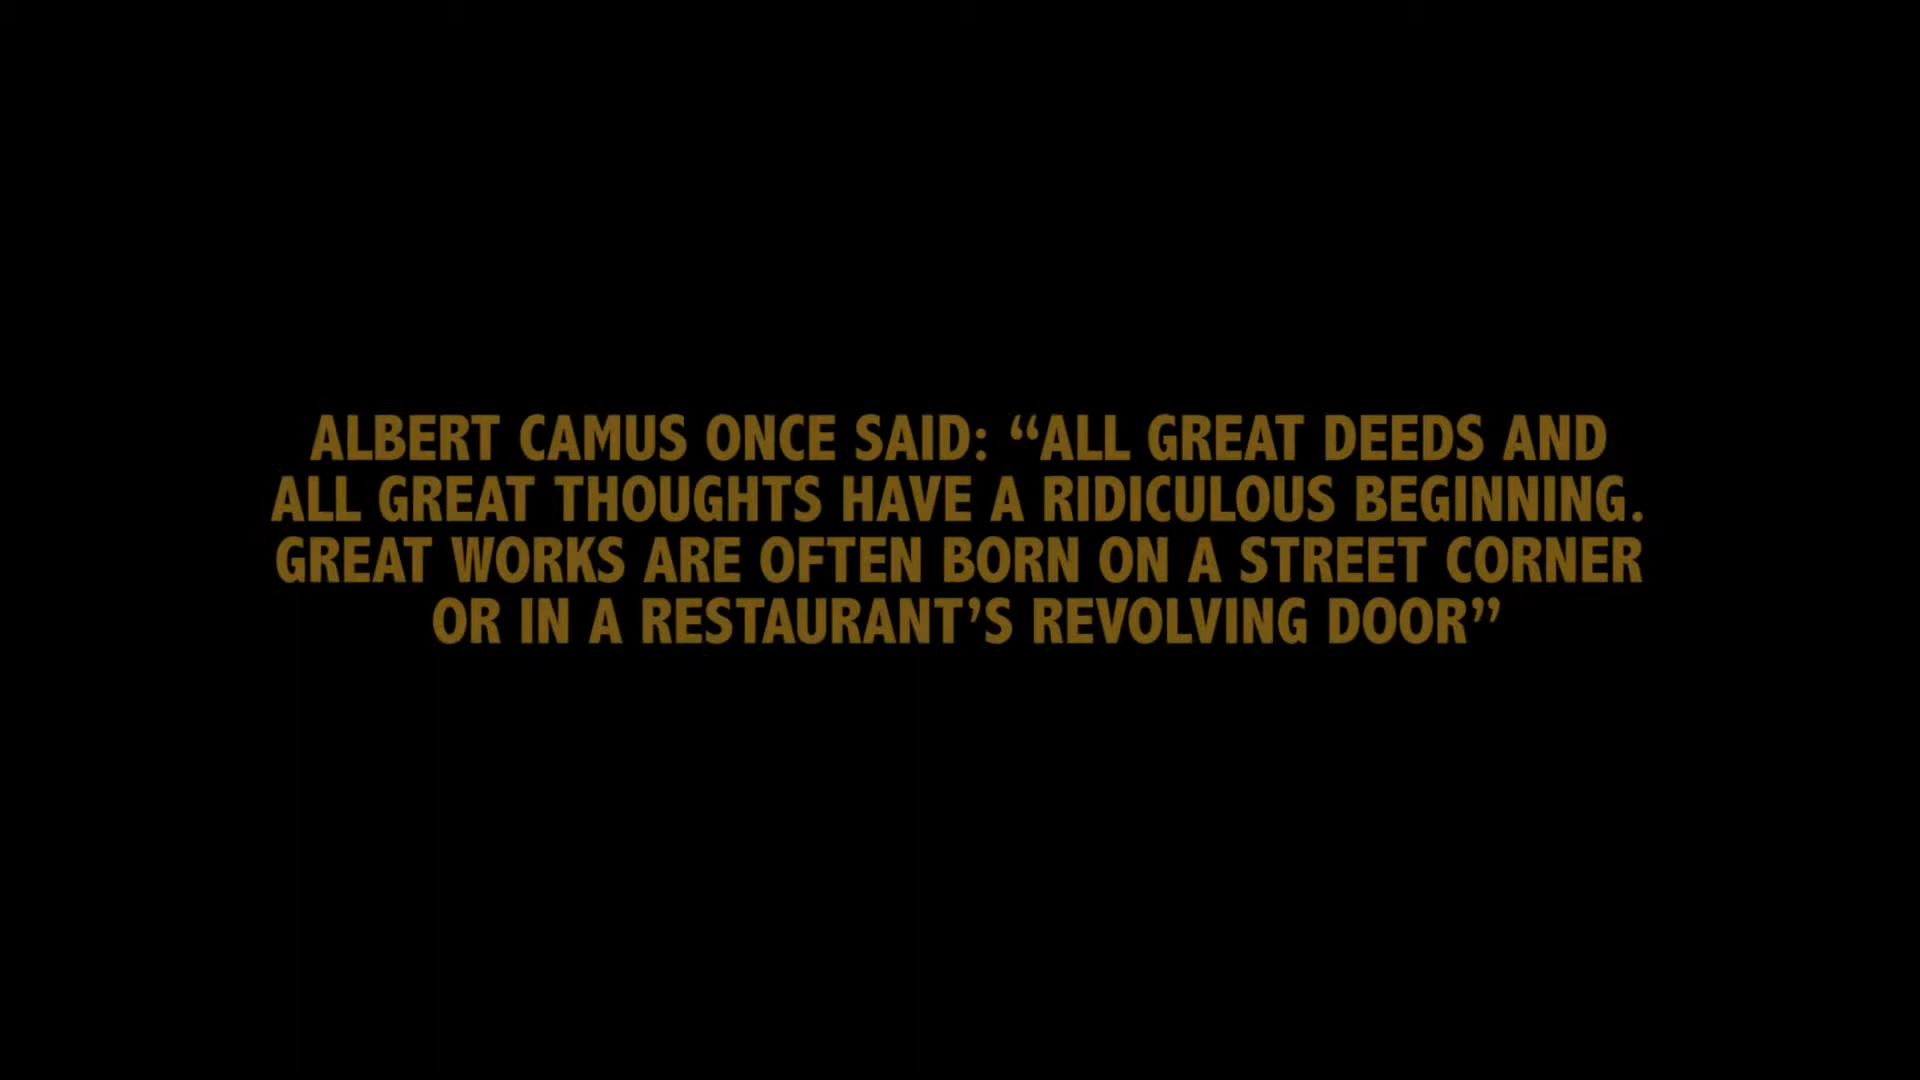 ALBERT CAMUS ONCE SAID: “ALL GREAT DEEDS AND
ALL GREAT THOUGHTS HAVE A RIDICULOUS BEGINNING.
GREAT WORKS ARE OFTEN BORN ON A STREET CORNER
OR IN A RESTAURANT’S REVOLVING DOOR”